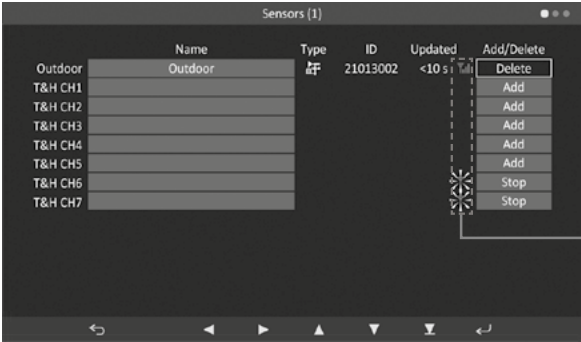 Sensors (1)
Name Type ID Updated Add/Delete
Outdoor Outdoor 21013002 <10 s Delete
T&H CH1 Add
T&H CH2 Add
T&H CH3 Add
T&H CH4 Add
T&H CH5 Add
T&H CH6 Stop
T&H CH7 Stop